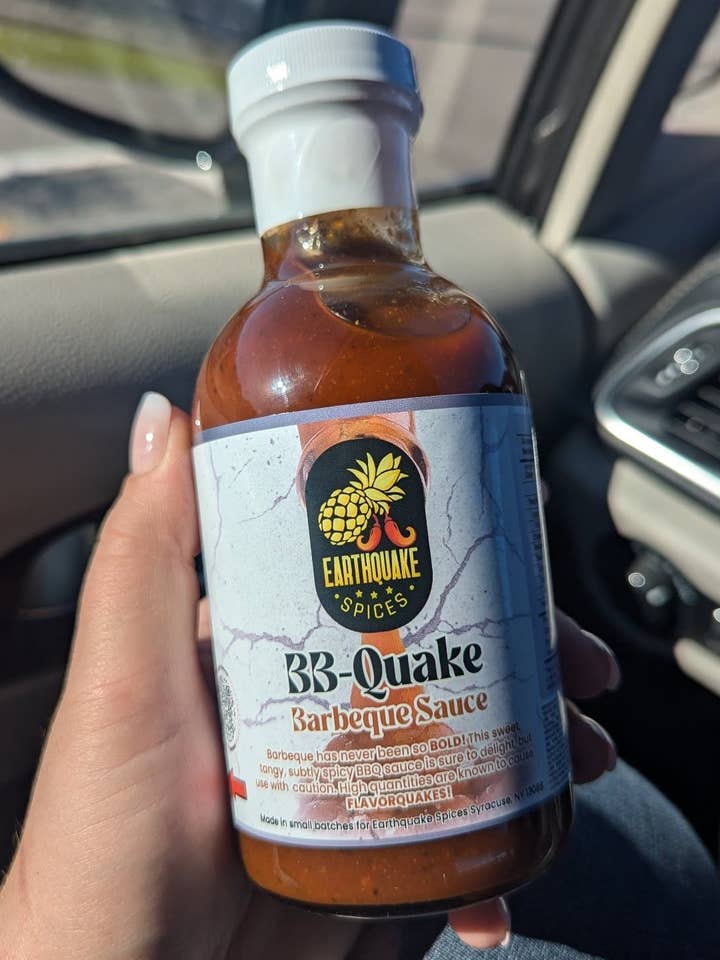 EARTHQUAKE
SPICES
BB-Quake
Barbeque Sauce
Barbeque has never been so BOLD! This sweet,
tangy, subtly spicy BBQ sauce is sure to delight, but
use with caution. High quantities are known to cause
FLAVORQUAKES!
Made in small batches for Earthquake Spices Syracuse, NY